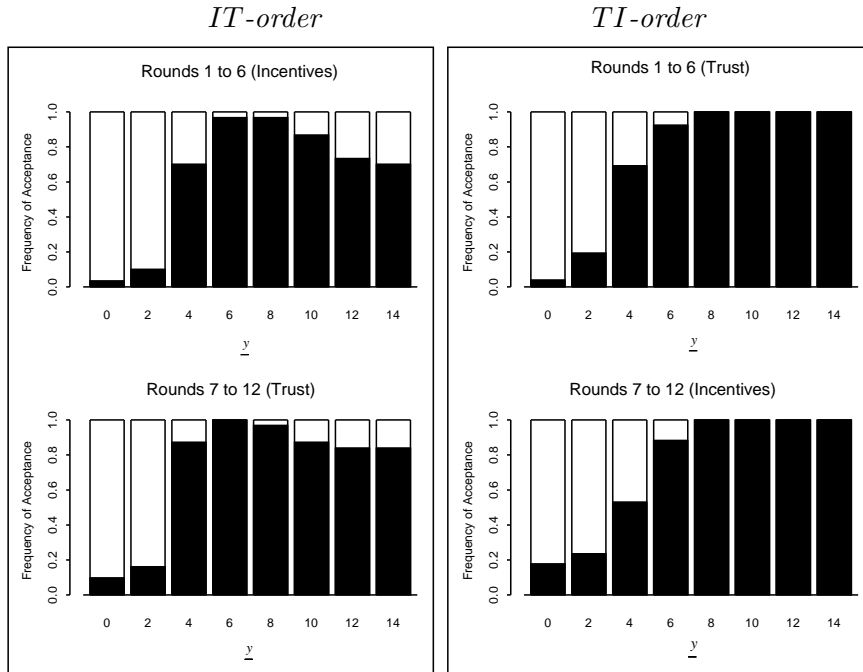 IT-order
TI-order
Rounds 1 to 6 (Incentives)
Frequency of Acceptance
0.0 0.2 0.4 0.6 0.8 1.0
0 2 4 6 8 10 12 14
y
Rounds 1 to 6 (Trust)
Frequency of Acceptance
0.0 0.2 0.4 0.6 0.8 1.0
0 2 4 6 8 10 12 14
y
Rounds 7 to 12 (Trust)
Frequency of Acceptance
0.0 0.2 0.4 0.6 0.8 1.0
0 2 4 6 8 10 12 14
y
Rounds 7 to 12 (Incentives)
Frequency of Acceptance
0.0 0.2 0.4 0.6 0.8 1.0
0 2 4 6 8 10 12 14
y